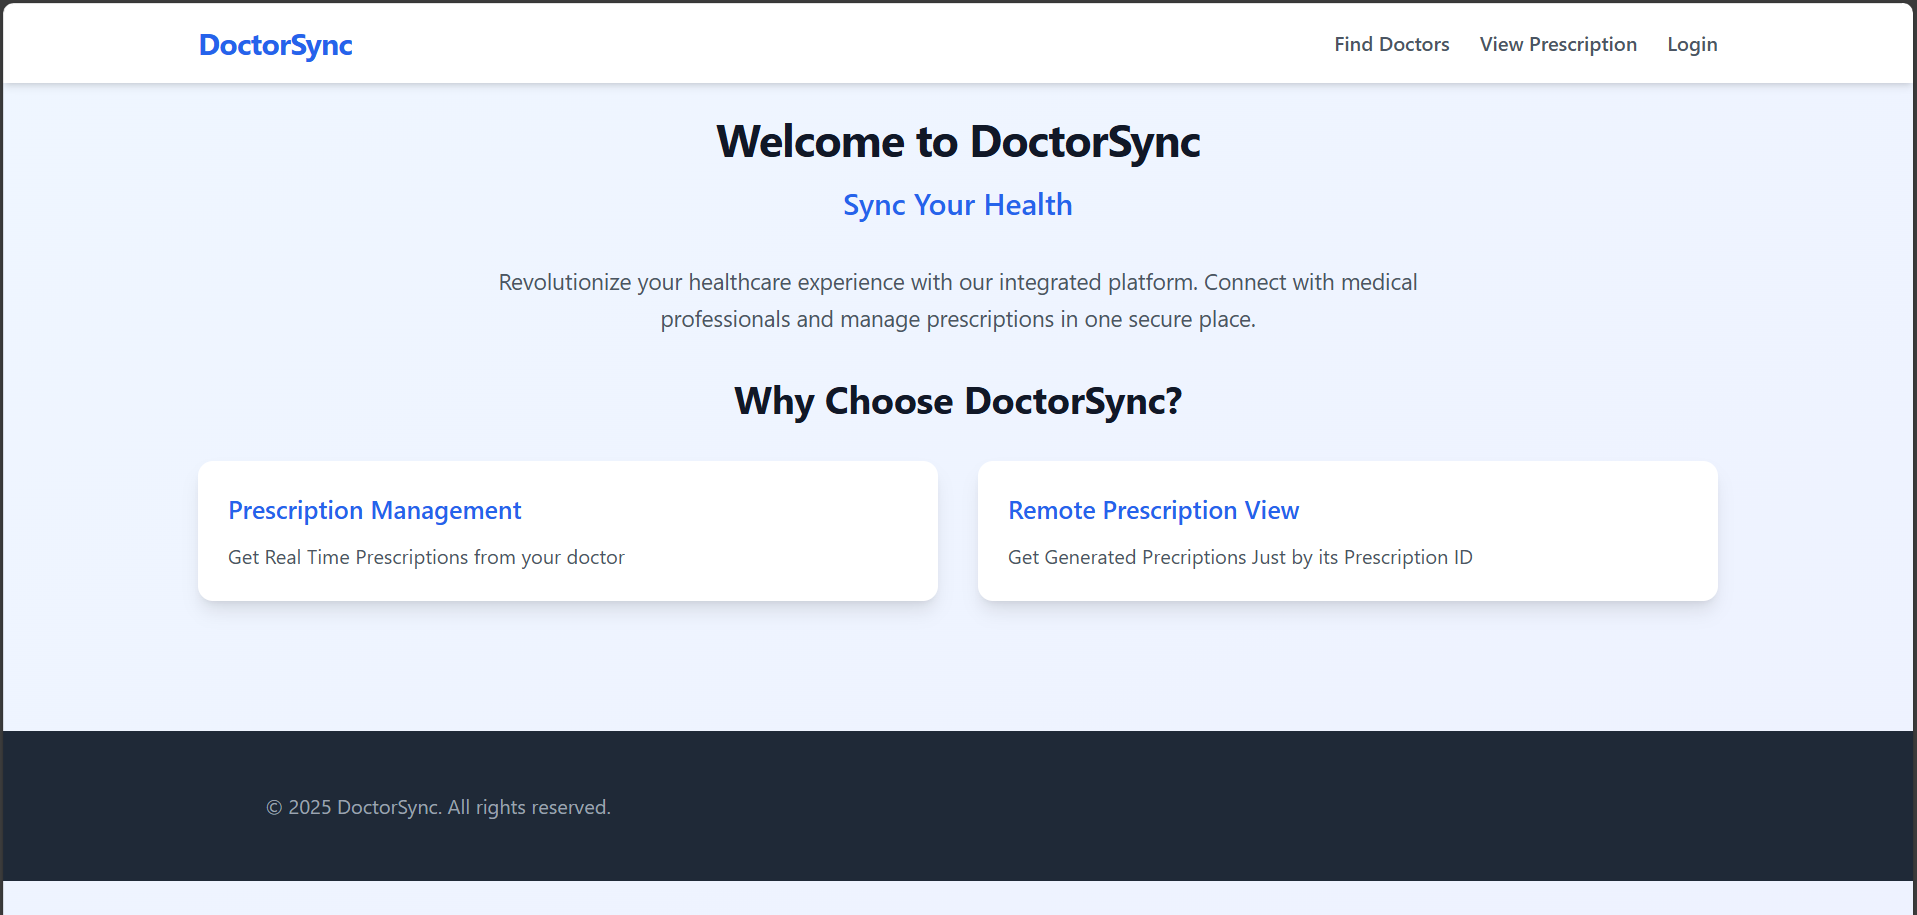 DoctorSync
Find Doctors
View Prescription
Login
Welcome to DoctorSync
Sync Your Health
Revolutionize your healthcare experience with our integrated platform. Connect with medical
professionals and manage prescriptions in one secure place.
Why Choose DoctorSync?
Prescription Management
Get Real Time Prescriptions from your doctor
Remote Prescription View
Get Generated Precriptions Just by its Prescription ID
© 2025 DoctorSync. All rights reserved.